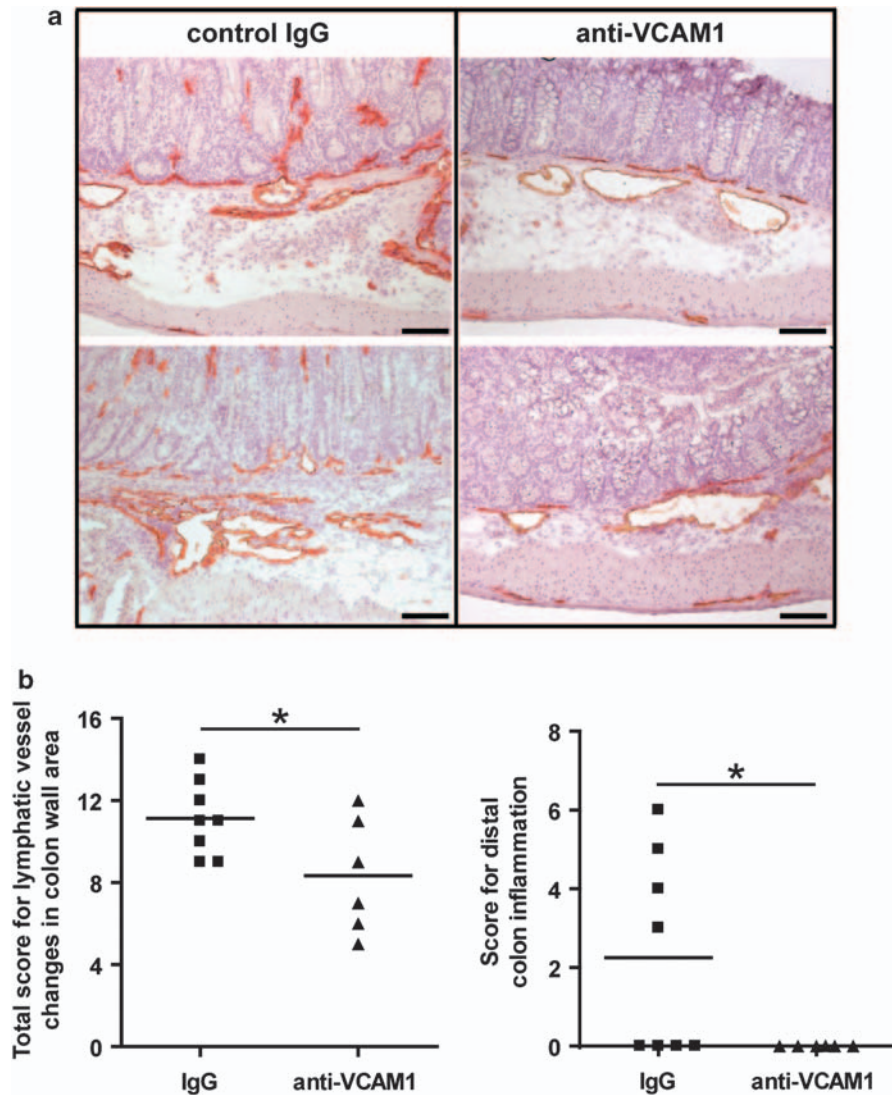 a
control IgG anti-VCAM1
b
Total score for lymphatic vessel
changes in colon wall area
16
12
8
4
0
*
IgG anti-VCAM1
Score for distal
colon inflammation
8
6
4
2
0
*
IgG anti-VCAM1